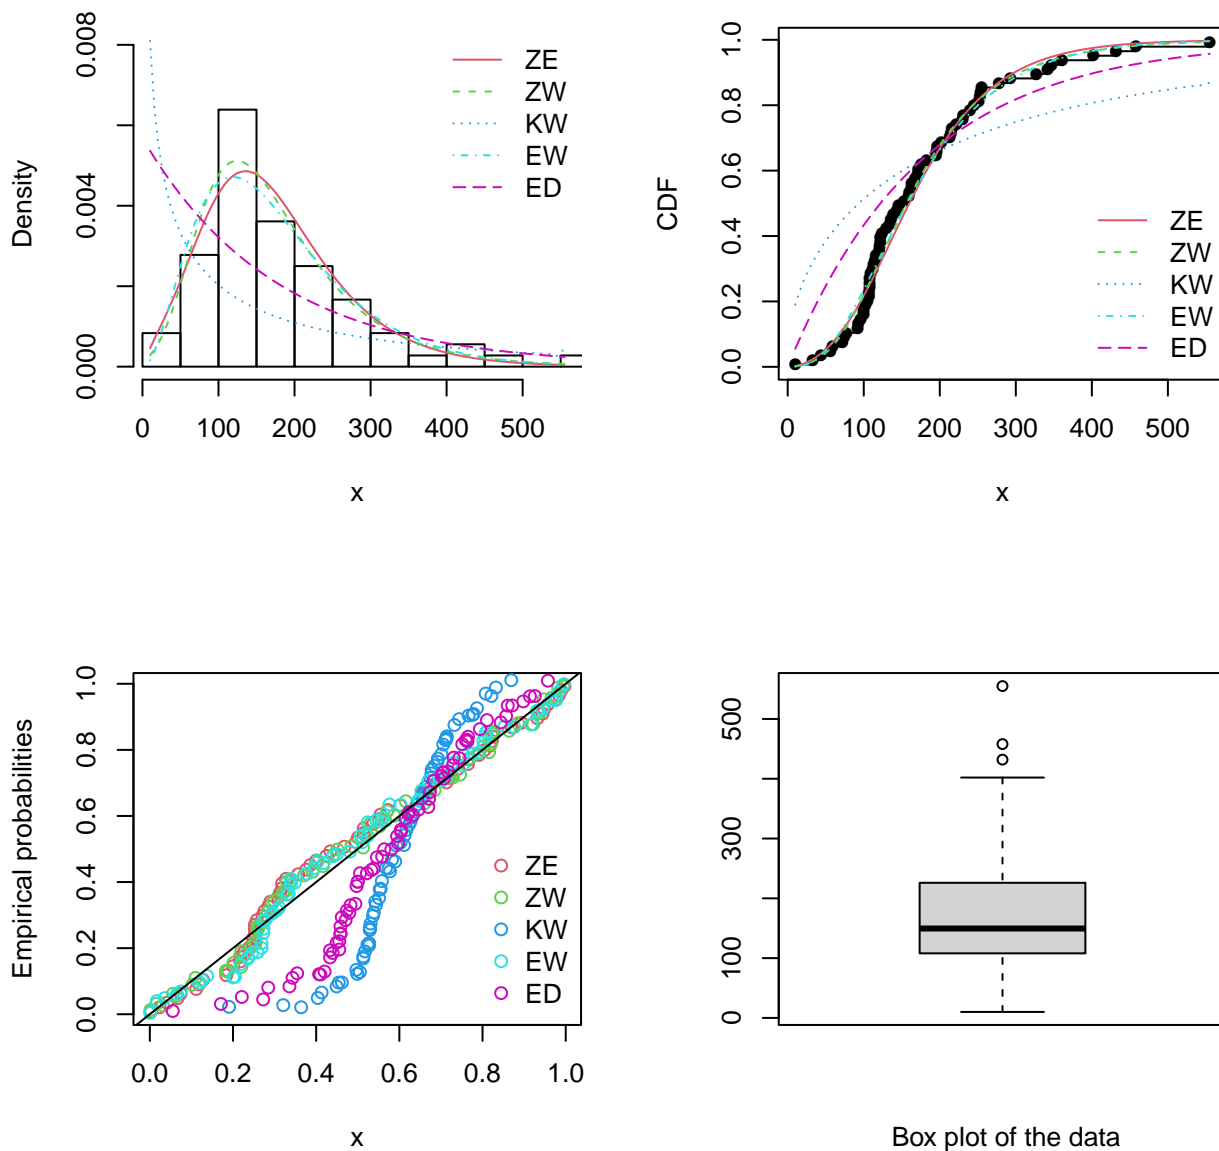 0.008
0.004
0.000
Density
ZE
ZW
KW
EW
ED
0 100 200 300 400 500
x
1.0
0.8
0.6
0.4
0.2
0.0
CDF
ZE
ZW
KW
EW
ED
0 100 200 300 400 500
x
1.0
0.8
0.6
0.4
0.2
0.0
Empirical probabilities
ZE
ZW
KW
EW
ED
0.0 0.2 0.4 0.6 0.8 1.0
x
500
300
100
0
Box plot of the data